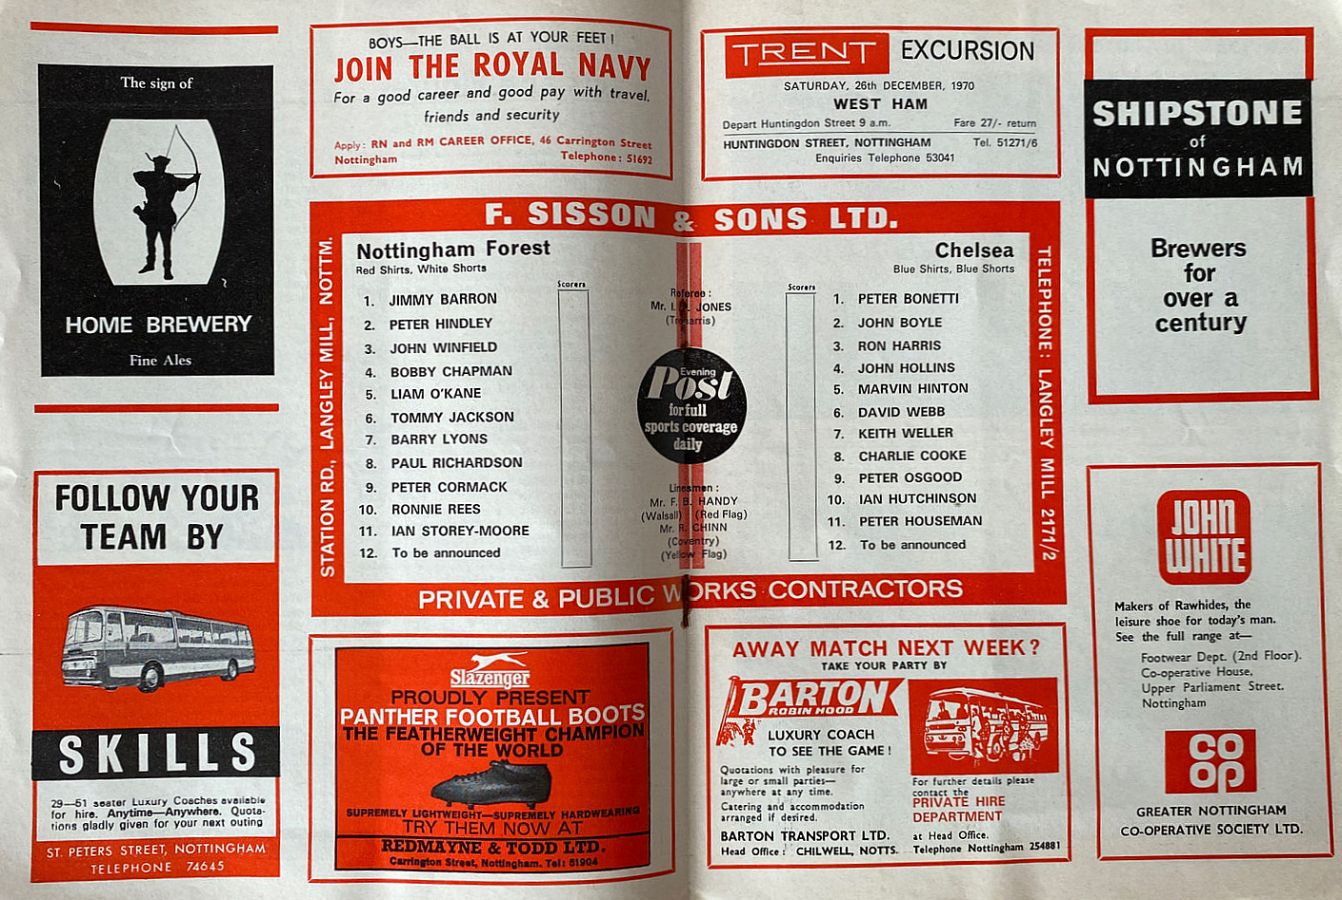 The sign of
HOME BREWERY
Fine Ales
FOLLOW YOUR
TEAM BY
SKILLS
29—51 seater Luxury Coaches available
for hire. Anytime—Anywhere. Quota-
tions gladly given for your next outing
ST. PETERS STREET, NOTTINGHAM
TELEPHONE 74645
BOYS—THE BALL IS AT YOUR FEET!
JOIN THE ROYAL NAVY
For a good career and good pay with travel,
friends and security
Apply: RN and RM CAREER OFFICE, 46 Carrington Street
Nottingham Telephone: 51692
TRENT EXCURSION
SATURDAY, 26th DECEMBER, 1970
WEST HAM
Depart Huntingdon Street 9 a.m. Fare 27/- return
HUNTINGDON STREET, NOTTINGHAM Tel. 51271/6
Enquiries Telephone 53041
F. SISSON & SONS LTD.
STATION RD., LANGLEY MILL, NOTTM.
Nottingham Forest
Red Shirts, White Shorts
Scorers
1. JIMMY BARRON
2. PETER HINDLEY
3. JOHN WINFIELD
4. BOBBY CHAPMAN
5. LIAM O'KANE
6. TOMMY JACKSON
7. BARRY LYONS
8. PAUL RICHARDSON
9. PETER CORMACK
10. RONNIE REES
11. IAN STOREY-MOORE
12. To be announced
Referee:
Mr. JONES
Evening
Post
for full
sports coverage
daily
Linesmen:
Mr. F. B. HANDY
(Walsall) (Red Flag)
Mr. R. CHINN
(Coventry)
(Yellow Flag)
Chelsea
Blue Shirts, Blue Shorts
Scorers
1. PETER BONETTI
2. JOHN BOYLE
3. RON HARRIS
4. JOHN HOLLINS
5. MARVIN HINTON
6. DAVID WEBB
7. KEITH WELLER
8. CHARLIE COOKE
9. PETER OSGOOD
10. IAN HUTCHINSON
11. PETER HOUSEMAN
12. To be announced
TELEPHONE: LANGLEY MILL 2171/2
PRIVATE & PUBLIC WORKS CONTRACTORS
Slazenger
PROUDLY PRESENT
PANTHER FOOTBALL BOOTS
THE FEATHERWEIGHT CHAMPION
OF THE WORLD
SUPREMELY LIGHTWEIGHT—SUPREMELY HARDWEARING
TRY THEM NOW AT
REDMAYNE & TODD LTD.
Carrington Street, Nottingham. Tel: 51904
AWAY MATCH NEXT WEEK?
TAKE YOUR PARTY BY
BARTON
ROBIN HOOD
LUXURY COACH
TO SEE THE GAME!
Quotations with pleasure for
large or small parties—
anywhere at any time.
Catering and accommodation
arranged if desired.
BARTON TRANSPORT LTD.
Head Office: CHILWELL, NOTTS.
For further details please
contact the
PRIVATE HIRE
DEPARTMENT
at Head Office.
Telephone Nottingham 254881
SHIPSTONE
of
NOTTINGHAM
Brewers
for
over a
century
JOHN
WHITE
Makers of Rawhides, the
leisure shoe for today's man.
See the full range at—
Footwear Dept. (2nd Floor).
Co-operative House,
Upper Parliament Street.
Nottingham
CO
OP
GREATER NOTTINGHAM
CO-OPERATIVE SOCIETY LTD.